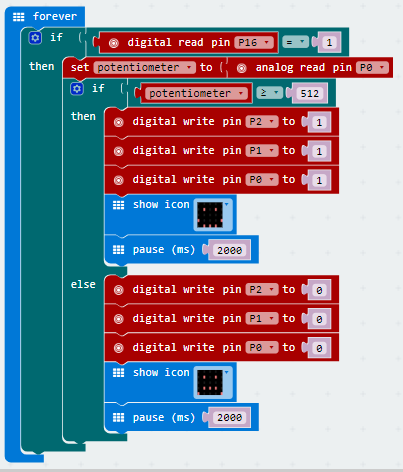 forever
if digital read pin P16 = 1
then set potentiometer to analog read pin P0
if potentiometer ≥ 512
then digital write pin P2 to 1
digital write pin P1 to 1
digital write pin P0 to 1
show icon
pause (ms) 2000
else digital write pin P2 to 0
digital write pin P1 to 0
digital write pin P0 to 0
show icon
pause (ms) 2000